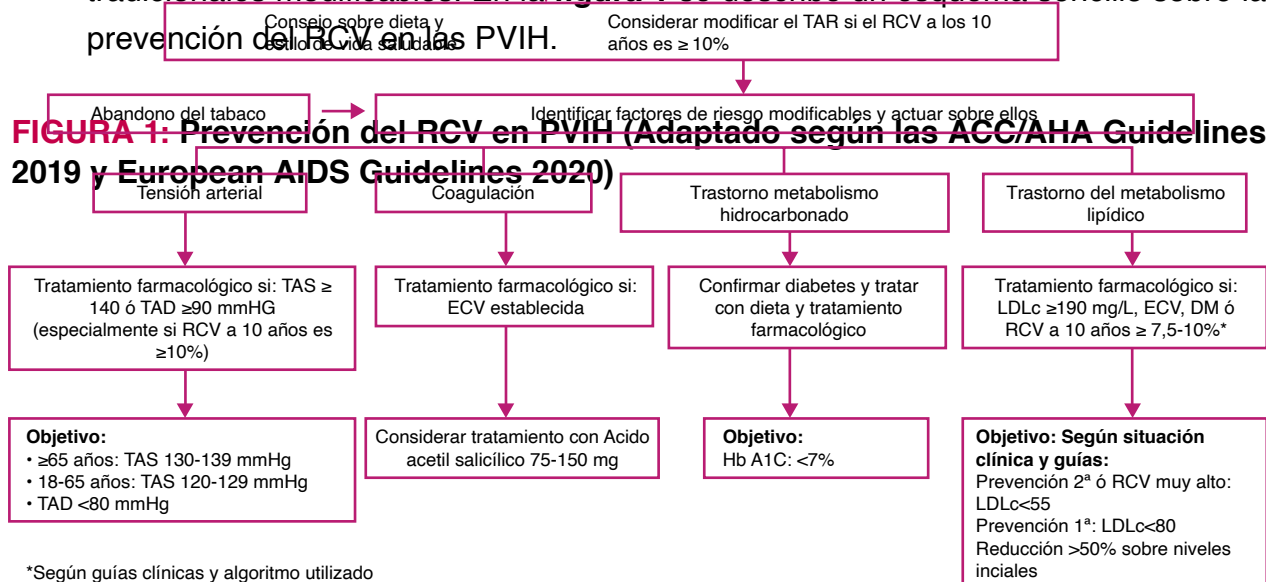 tradicionales modificables. En la figura 1 se describe un esquema sencillo sobre la
prevención del RCV en las PVIH.
Consejo sobre dieta y
estilo de vida saludable
Considerar modificar el TAR si el RCV a los 10
años es ≥ 10%
Abandono del tabaco
Identificar factores de riesgo modificables y actuar sobre ellos
FIGURA 1: Prevención del RCV en PVIH (Adaptado según las ACC/AHA Guidelines
2019 y European AIDS Guidelines 2020)
Tensión arterial
Coagulación
Trastorno metabolismo
hidrocarbonado
Trastorno del metabolismo
lipídico
Tratamiento farmacológico si: TAS ≥
140 ó TAD ≥90 mmHG
(especialmente si RCV a 10 años es
≥10%)
Tratamiento farmacológico si:
ECV establecida
Confirmar diabetes y tratar
con dieta y tratamiento
farmacológico
Tratamiento farmacológico si:
LDLc ≥190 mg/L, ECV, DM ó
RCV a 10 años ≥ 7,5-10%*
Objetivo:
• ≥65 años: TAS 130-139 mmHg
• 18-65 años: TAS 120-129 mmHg
• TAD <80 mmHg
Considerar tratamiento con Acido
acetil salicílico 75-150 mg
Objetivo:
Hb A1C: <7%
Objetivo: Según situación
clínica y guías:
Prevención 2ª ó RCV muy alto:
LDLc<55
Prevención 1ª: LDLc<80
Reducción >50% sobre niveles
inciales
*Según guías clínicas y algoritmo utilizado